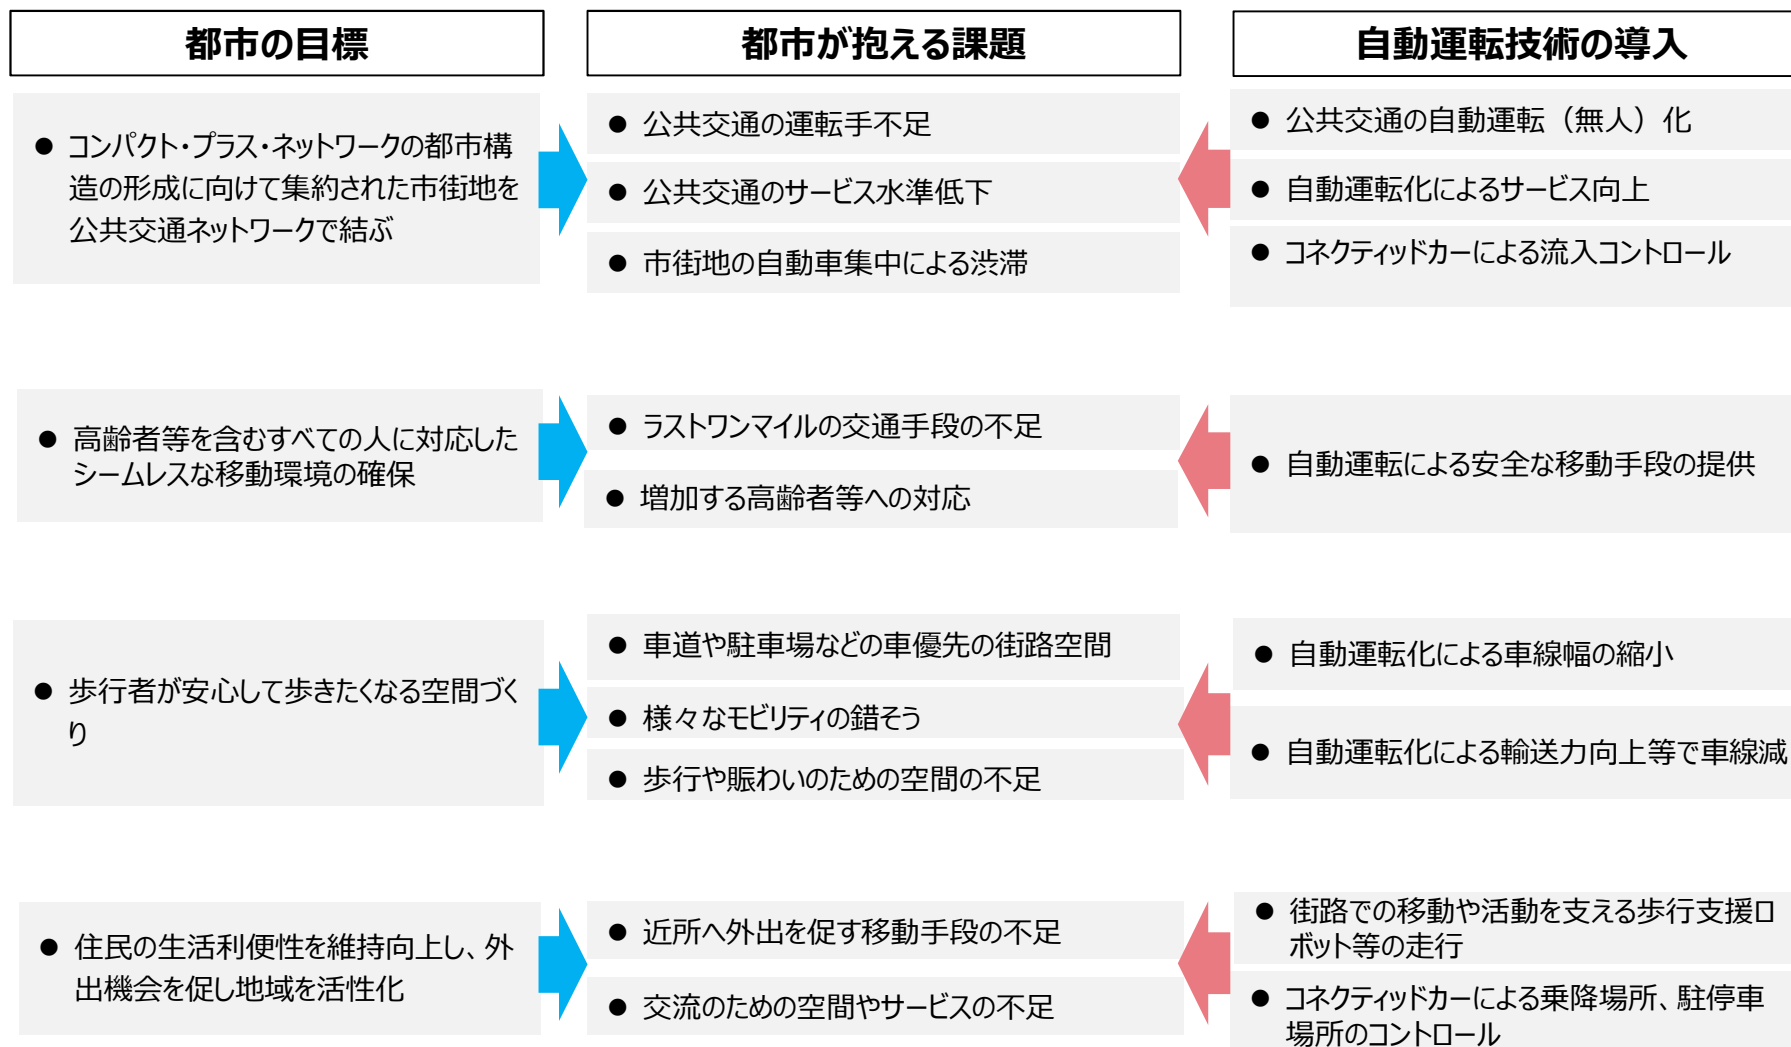 都市の目標
都市が抱える課題
自動運転技術の導入
● コンパクト・プラス・ネットワークの都市構
造の形成に向けて集約された市街地を
公共交通ネットワークで結ぶ
● 公共交通の運転手不足
● 公共交通のサービス水準低下
● 市街地の自動車集中による渋滞
● 公共交通の自動運転（無人）化
● 自動運転化によるサービス向上
● コネクティッドカーによる流入コントロール
● 高齢者等を含むすべての人に対応した
シームレスな移動環境の確保
● ラストワンマイルの交通手段の不足
● 増加する高齢者等への対応
● 自動運転による安全な移動手段の提供
● 歩行者が安心して歩きたくなる空間づく
り
● 車道や駐車場などの車優先の街路空間
● 様々なモビリティの錯そう
● 歩行や賑わいのための空間の不足
● 自動運転化による車線幅の縮小
● 自動運転化による輸送力向上等で車線減
● 住民の生活利便性を維持向上し、外
出機会を促し地域を活性化
● 近所へ外出を促す移動手段の不足
● 交流のための空間やサービスの不足
● 街路での移動や活動を支える歩行支援ロ
ボット等の走行
● コネクティッドカーによる乗降場所、駐停車
場所のコントロール